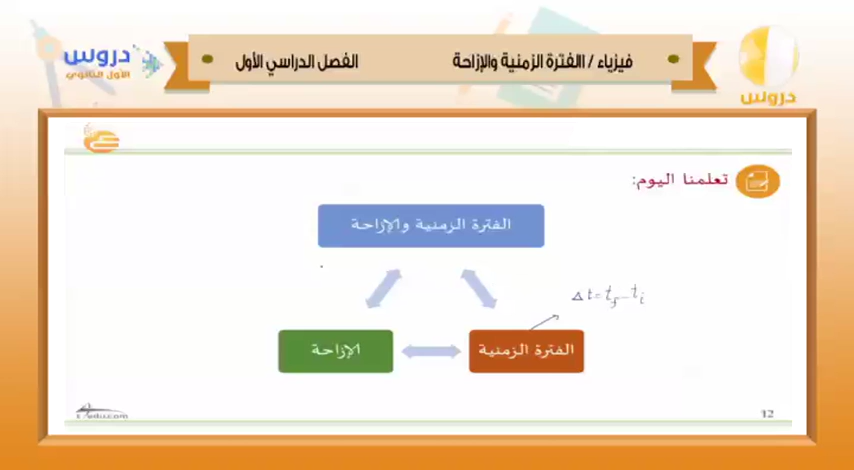 فيزياء / الفترة الزمنية والإزاحة
الفصل الدراسي الأول
دروس
الأول الثانوي
دروس
تعلمنا اليوم:
الفترة الزمنية والإزاحة
Δt = t_f - t_i
الفترة الزمنية
الإزاحة
12